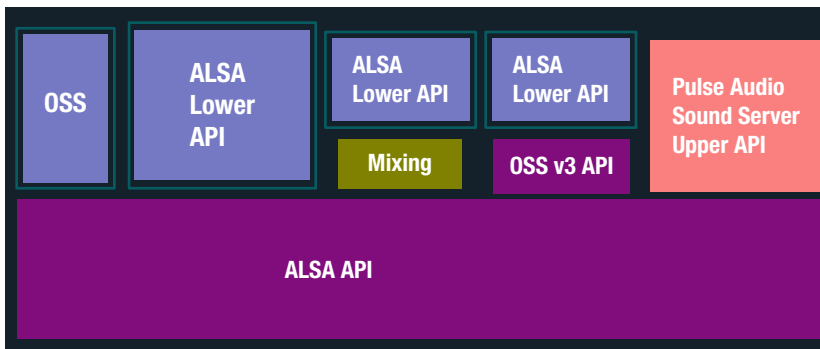 OSS
ALSA
Lower
API
ALSA
Lower API
ALSA
Lower API
Pulse Audio
Sound Server
Upper API
Mixing
OSS v3 API
ALSA API